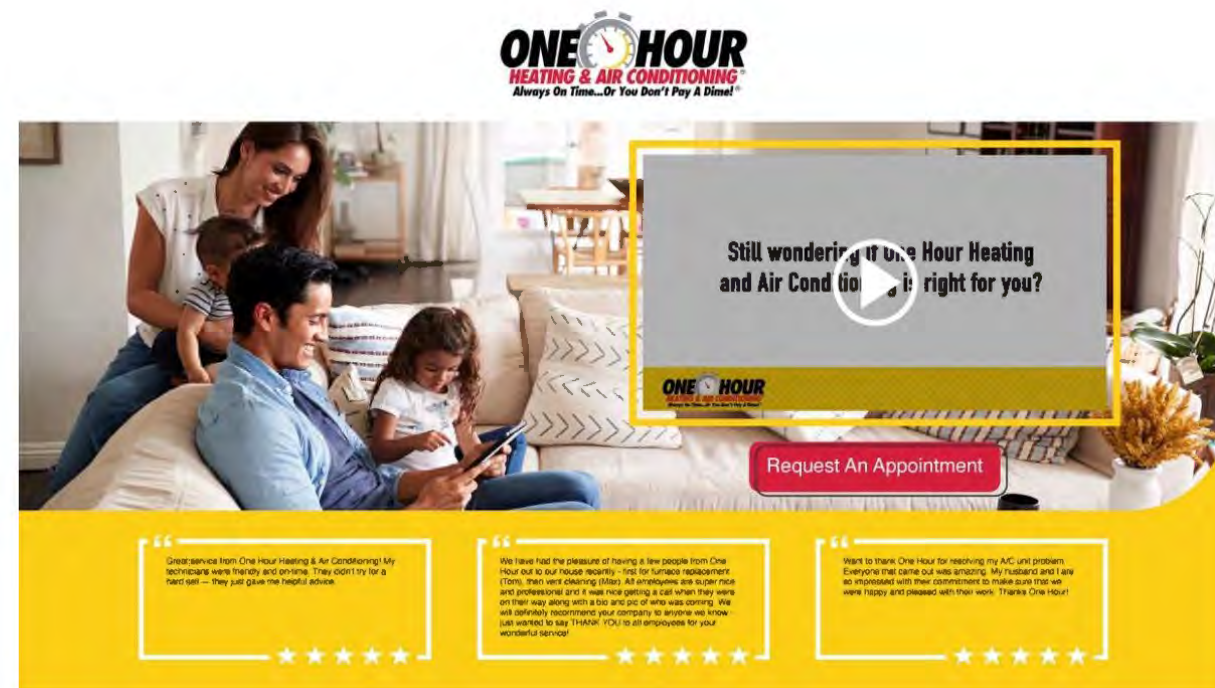 ONE HOUR
HEATING & AIR CONDITIONING®
Always On Time...Or You Don't Pay A Dime!®
Still wondering if One Hour Heating
and Air Conditioning is right for you?
ONE HOUR
HEATING & AIR CONDITIONING
Always On Time...Or You Don't Pay A Dime!
Request An Appointment
“
Great service from One Hour Heating & Air Conditioning! My
technicians were friendly and on-time. They didn't try for a
hard sell — they just gave me helpful advice.
“
We have had the pleasure of having a few people from One
Hour out to our house recently - first for furnace replacement
(Tom), then vent cleaning (Max). All employees are super nice
and professional and it was nice getting a call when they were
on their way along with a bio and pic of who was coming. We
will definitely recommend your company to anyone we know -
just wanted to say THANK YOU to all employees for your
wonderful service!
“
Want to thank One Hour for resolving my A/C unit problem.
Everyone that came out was amazing. My husband and I are
so impressed with their commitment to make sure that we
were happy and pleased with their work. Thanks One Hour!